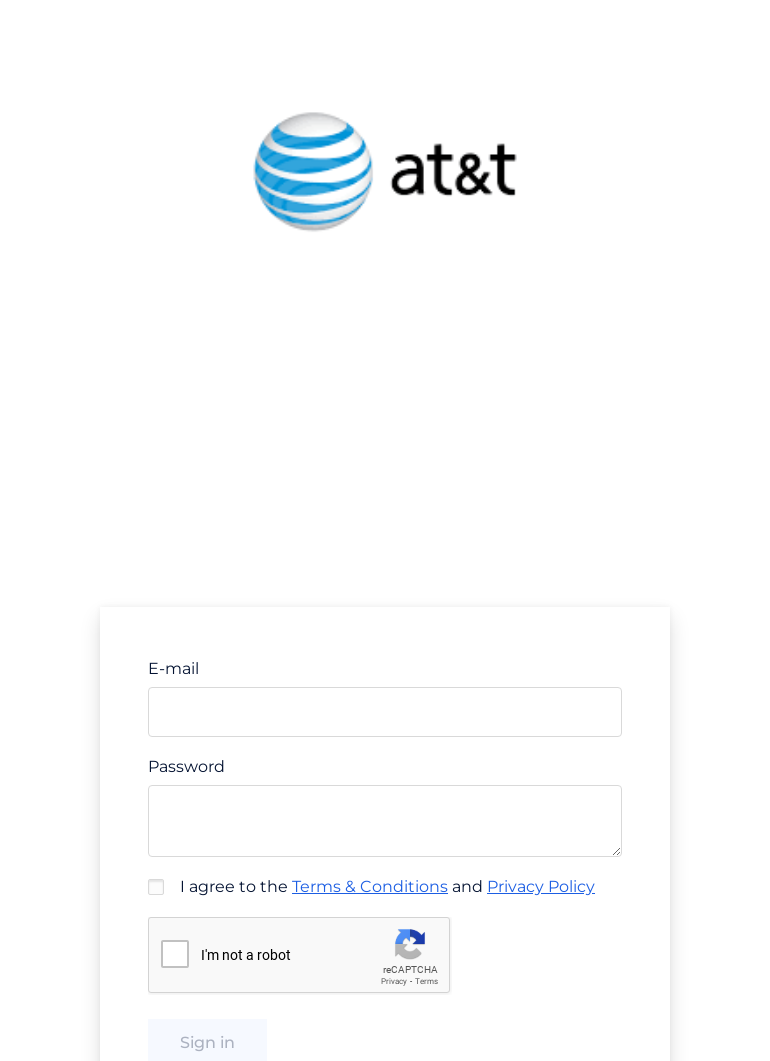 at&t
E-mail
Password
I agree to the Terms & Conditions and Privacy Policy
I'm not a robot
reCAPTCHA
Privacy - Terms
Sign in